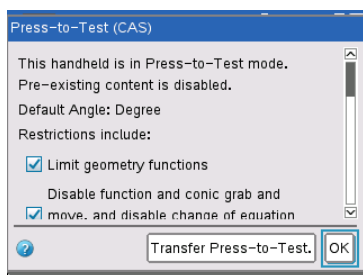 Press-to-Test (CAS)
This handheld is in Press-to-Test mode.
Pre-existing content is disabled.
Default Angle: Degree
Restrictions include:
Limit geometry functions
Disable function and conic grab and
move, and disable change of equation
?
Transfer Press-to-Test.
OK